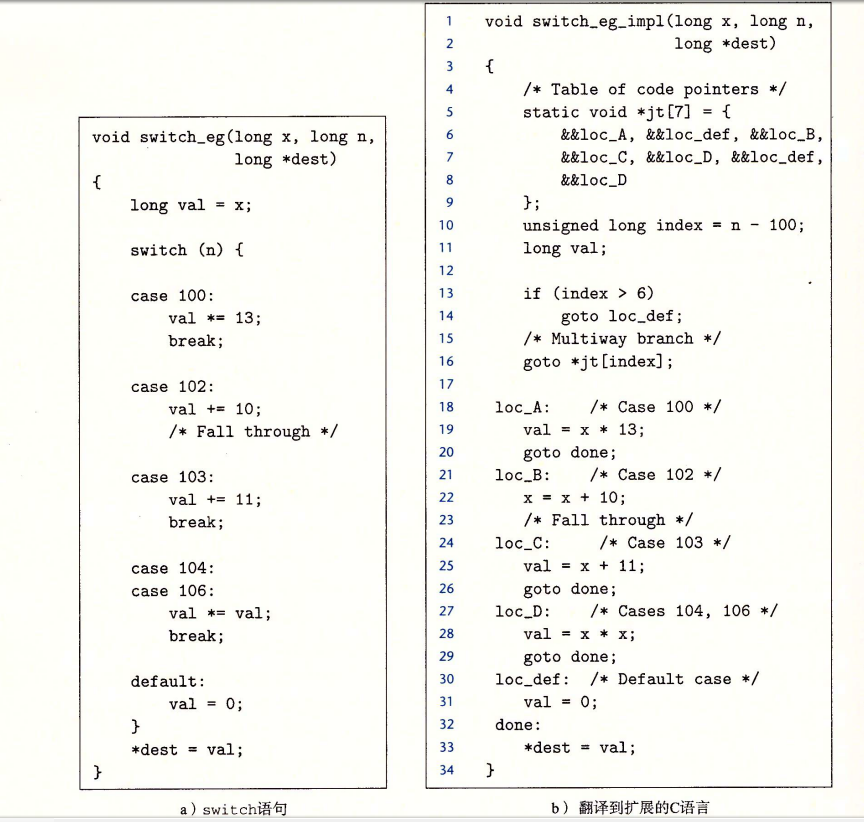 void switch_eg(long x, long n,
               long *dest)
{
    long val = x;

    switch (n) {

    case 100:
        val *= 13;
        break;

    case 102:
        val += 10;
        /* Fall through */

    case 103:
        val += 11;
        break;

    case 104:
    case 106:
        val *= val;
        break;

    default:
        val = 0;
    }
    *dest = val;
}
a）switch语句
1 void switch_eg_impl(long x, long n,
2                     long *dest)
3 {
4     /* Table of code pointers */
5     static void *jt[7] = {
6         &&loc_A, &&loc_def, &&loc_B,
7         &&loc_C, &&loc_D, &&loc_def,
8         &&loc_D
9     };
10     unsigned long index = n - 100;
11     long val;
12
13     if (index > 6)
14         goto loc_def;
15     /* Multiway branch */
16     goto *jt[index];
17
18  loc_A:    /* Case 100 */
19     val = x * 13;
20     goto done;
21  loc_B:    /* Case 102 */
22     x = x + 10;
23     /* Fall through */
24  loc_C:     /* Case 103 */
25     val = x + 11;
26     goto done;
27  loc_D:    /* Cases 104, 106 */
28     val = x * x;
29     goto done;
30  loc_def:  /* Default case */
31     val = 0;
32  done:
33     *dest = val;
34 }
b） 翻译到扩展的C语言